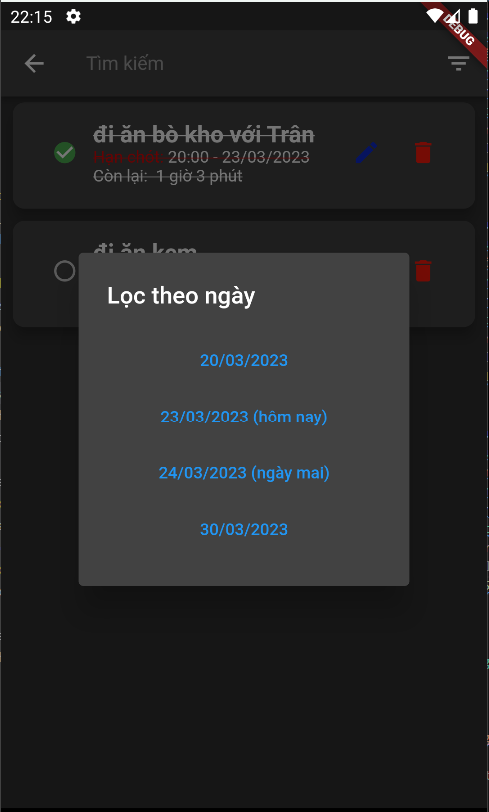 22:15
DEBUG
Tìm kiếm
đi ăn bò kho với Trân
Hạn chót: 20:00 - 23/03/2023
Còn lại: 1 giờ 3 phút
đi ăn kem
Lọc theo ngày
20/03/2023
23/03/2023 (hôm nay)
24/03/2023 (ngày mai)
30/03/2023